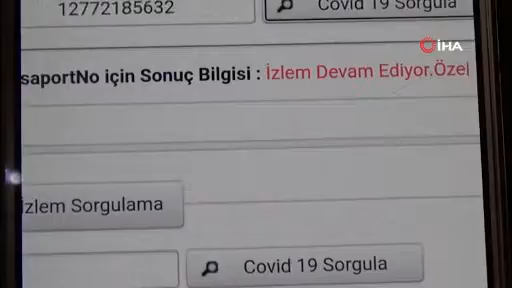 12772185632
Covid 19 Sorgula
İHA
saportNo için Sonuç Bilgisi : İzlem Devam Ediyor.Özel
İzlem Sorgulama
Covid 19 Sorgula